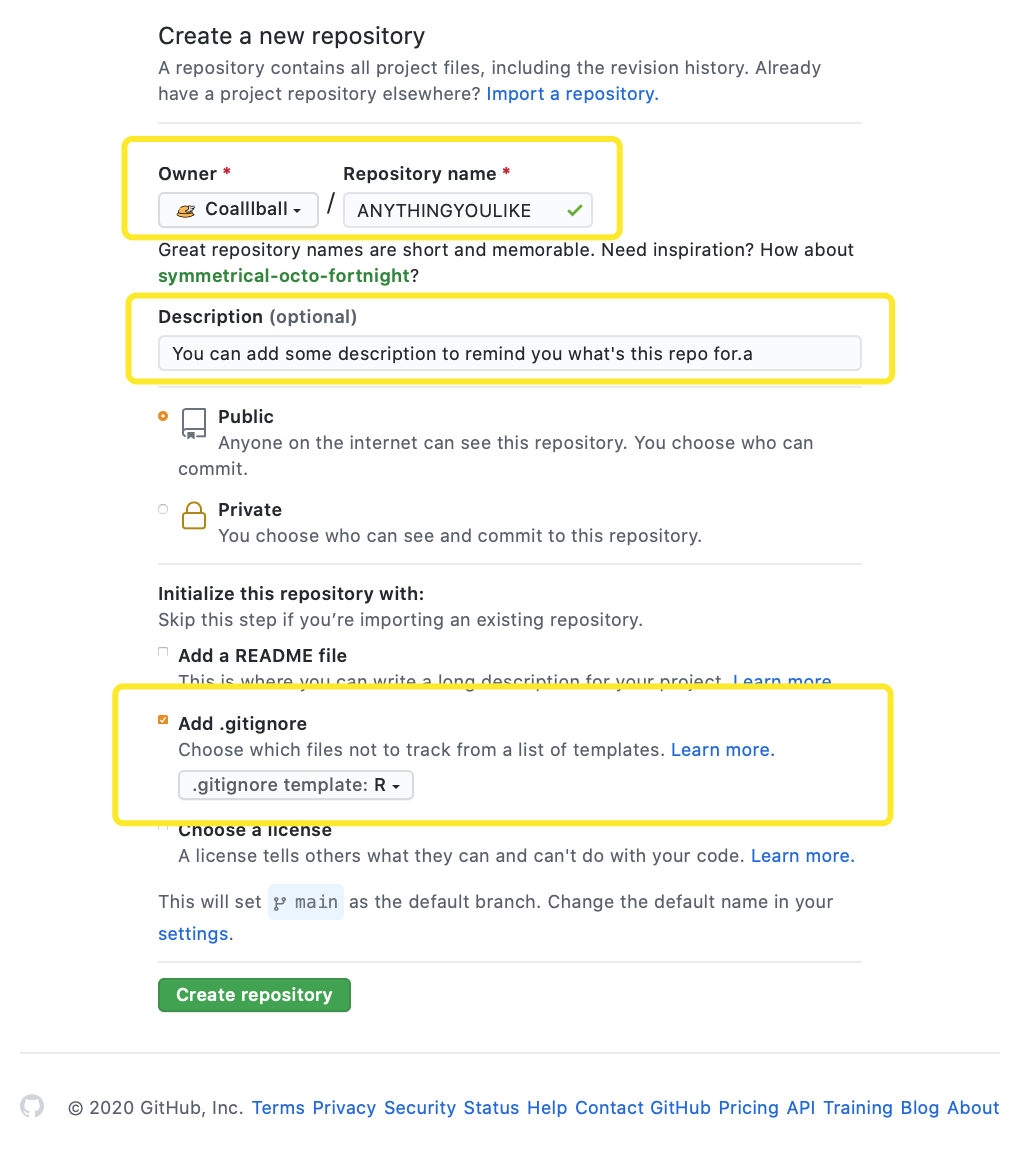 Create a new repository
A repository contains all project files, including the revision history. Already
have a project repository elsewhere? Import a repository.
Owner * Repository name *
Coalllball / ANYTHINGYOULIKE
Great repository names are short and memorable. Need inspiration? How about
symmetrical-octo-fortnight?
Description (optional)
You can add some description to remind you what's this repo for.a
Public
Anyone on the internet can see this repository. You choose who can
commit.
Private
You choose who can see and commit to this repository.
Initialize this repository with:
Skip this step if you’re importing an existing repository.
Add a README file
This is where you can write a long description for your project. Learn more.
Add .gitignore
Choose which files not to track from a list of templates. Learn more.
.gitignore template: R
Choose a license
A license tells others what they can and can't do with your code. Learn more.
This will set main as the default branch. Change the default name in your
settings.
Create repository
© 2020 GitHub, Inc. Terms Privacy Security Status Help Contact GitHub Pricing API Training Blog About